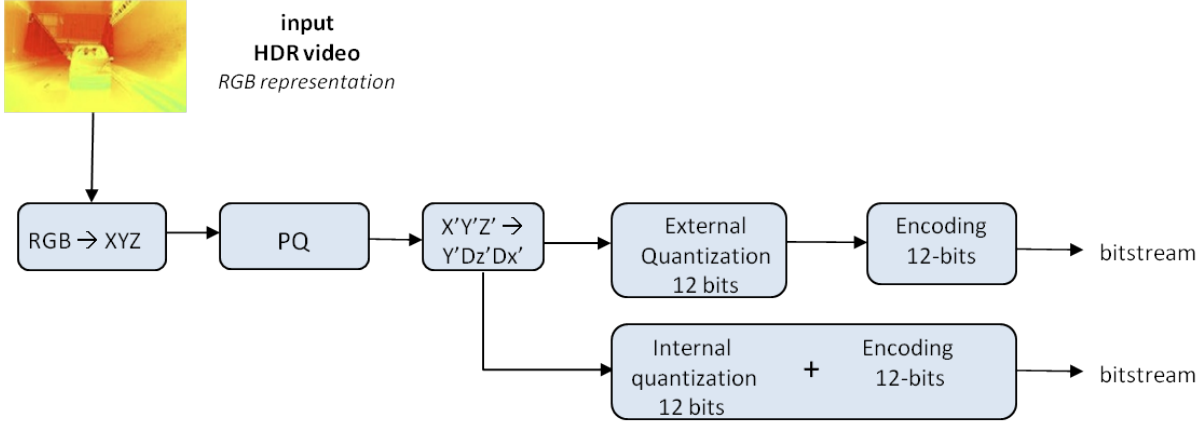 input
HDR video
RGB representation
RGB → XYZ
PQ
X'Y'Z' →
Y'Dz'Dx'
External
Quantization
12 bits
Encoding
12-bits
bitstream
Internal
quantization
12 bits
+
Encoding
12-bits
bitstream